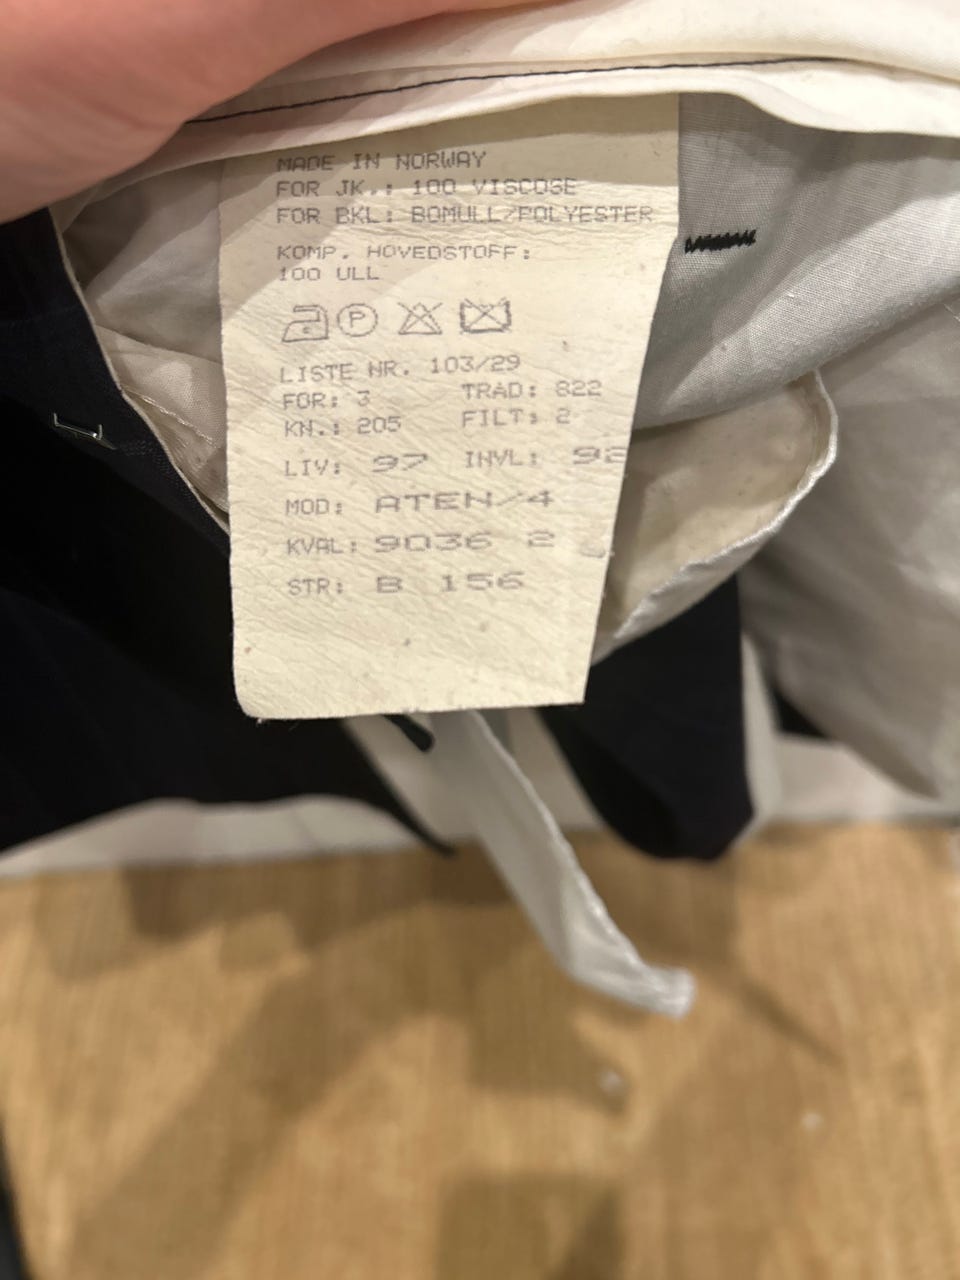 MADE IN NORWAY
FOR JK.: 100 VISCOSE
FOR BKL: BOMULL/POLYESTER
KOMP. HOVEDSTOFF:
100 ULL
P
LISTE NR. 103/29
FOR: 3 TRAD: 822
KN.: 205 FILT: 2
LIV: 97 INVL: 92
MOD: ATEN/4
KVAL: 9036 2
STR: B 156